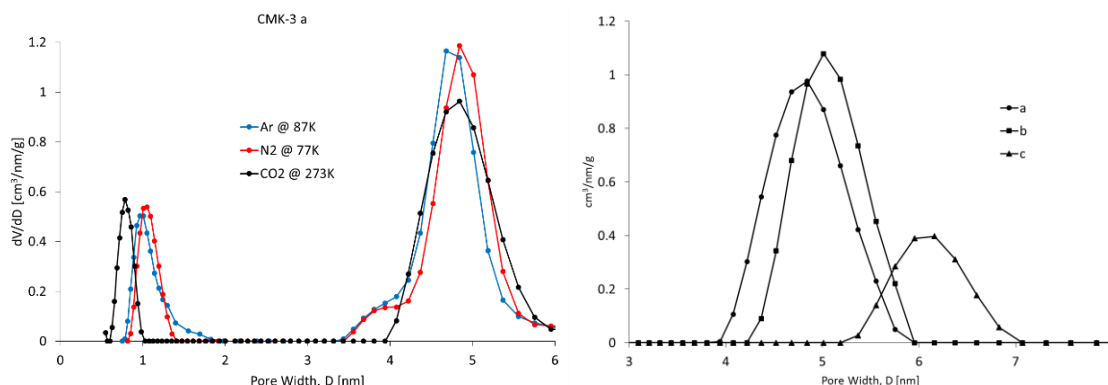 CMK-3 a
dV/dD [cm³/nm/g]
1.2
1
0.8
0.6
0.4
0.2
0
0 1 2 3 4 5 6
Pore Width, D [nm]
Ar @ 87K
N2 @ 77K
CO2 @ 273K
cm³/nm/g
1.2
1
0.8
0.6
0.4
0.2
0
3 4 5 6 7
Pore Width, D [nm]
a
b
c